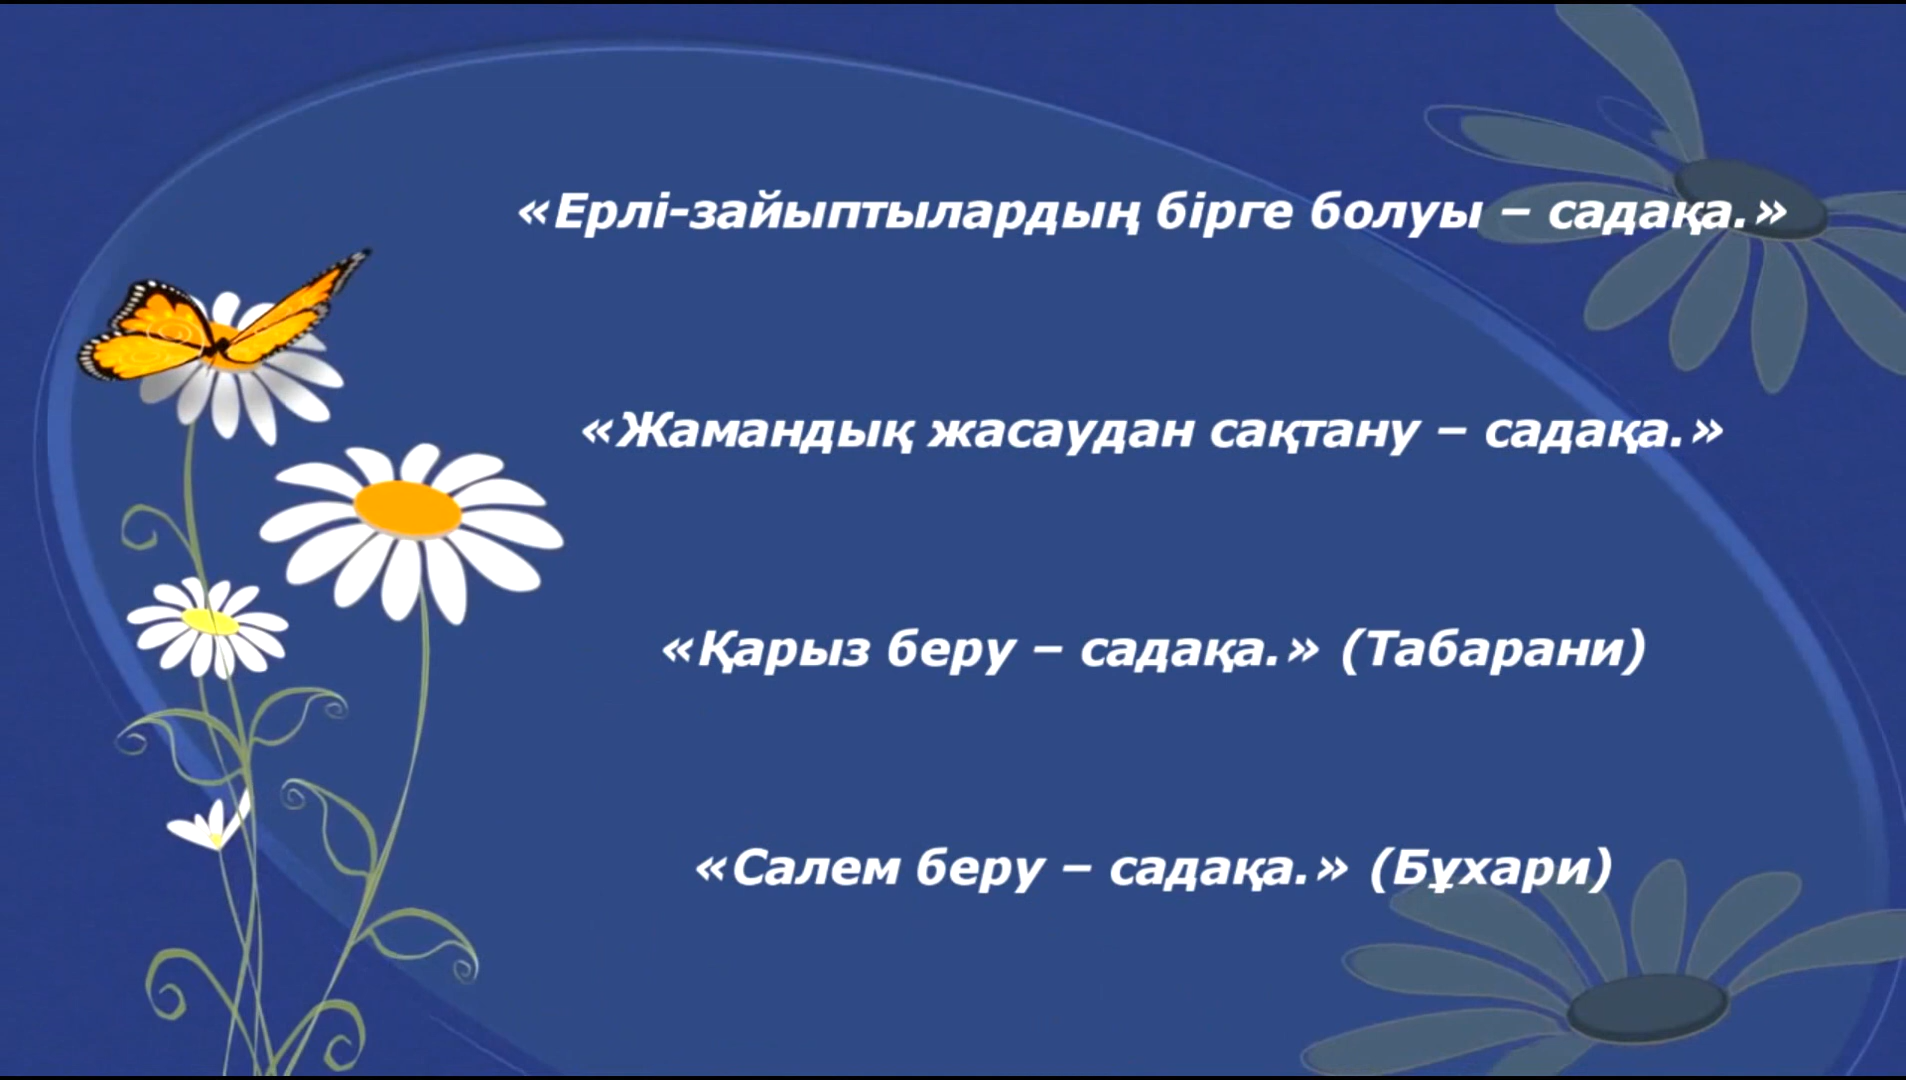 «Ерлі-зайыптылардың бірге болуы – садақа.»
«Жамандық жасаудан сақтану – садақа.»
«Қарыз беру – садақа.» (Табарани)
«Салем беру – садақа.» (Бұхари)